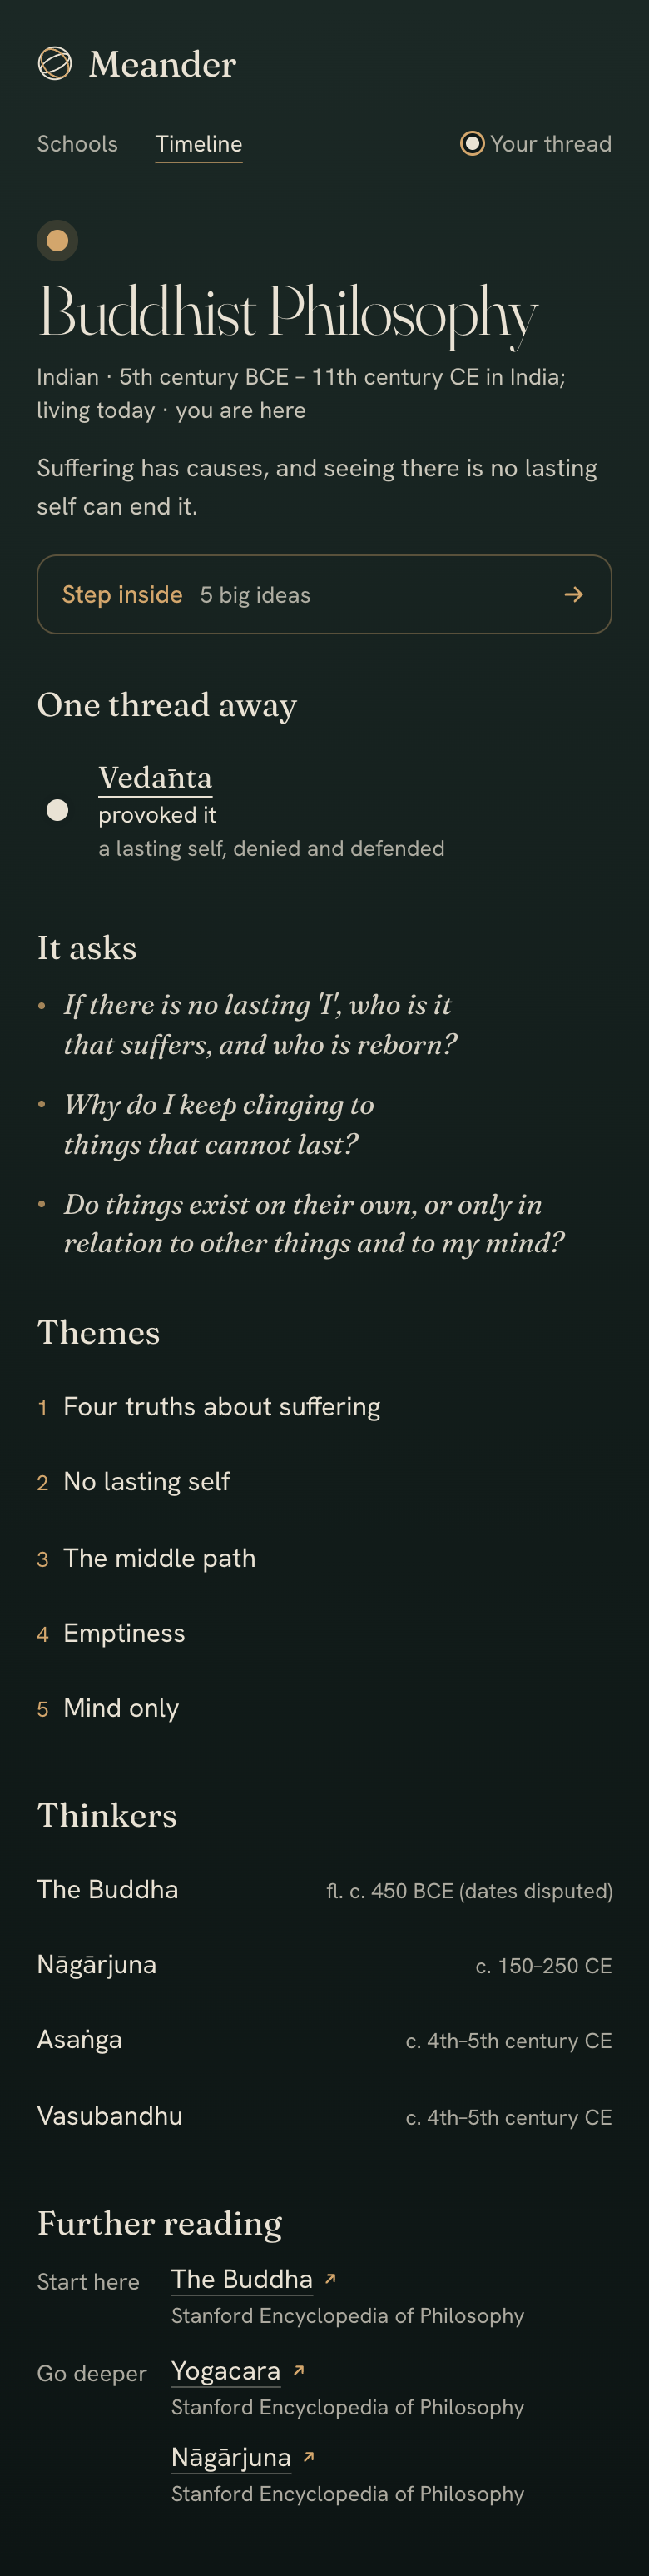 Meander
Schools Timeline Your thread
Buddhist Philosophy
Indian · 5th century BCE – 11th century CE in India;
living today · you are here
Suffering has causes, and seeing there is no lasting
self can end it.
Step inside 5 big ideas →
One thread away
Vedānta
provoked it
a lasting self, denied and defended
It asks
• If there is no lasting 'I', who is it
that suffers, and who is reborn?
• Why do I keep clinging to
things that cannot last?
• Do things exist on their own, or only in
relation to other things and to my mind?
Themes
1 Four truths about suffering
2 No lasting self
3 The middle path
4 Emptiness
5 Mind only
Thinkers
The Buddha fl. c. 450 BCE (dates disputed)
Nāgārjuna c. 150–250 CE
Asaṅga c. 4th–5th century CE
Vasubandhu c. 4th–5th century CE
Further reading
Start here The Buddha ↗
Stanford Encyclopedia of Philosophy
Go deeper Yogacara ↗
Stanford Encyclopedia of Philosophy
Nāgārjuna ↗
Stanford Encyclopedia of Philosophy